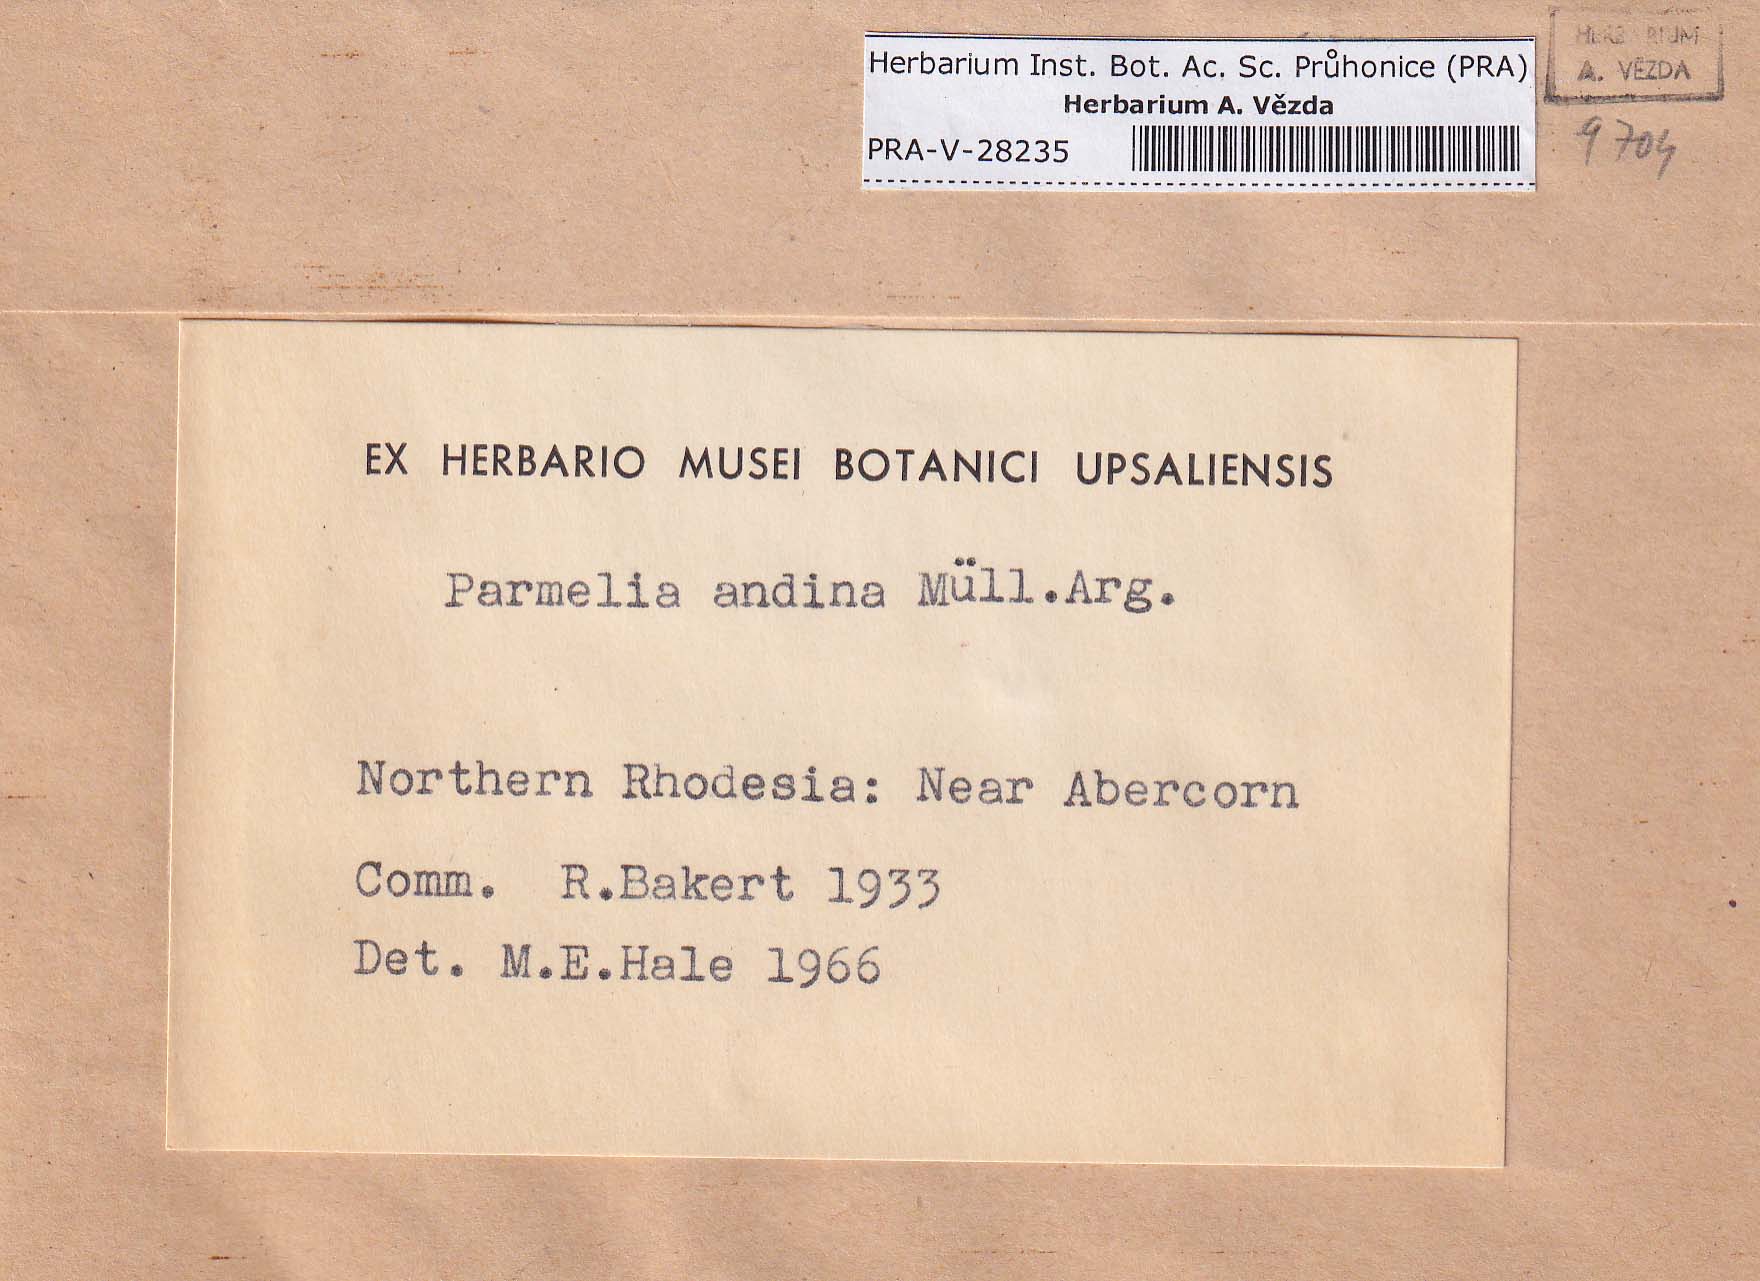 Herbarium Inst. Bot. Ac. Sc. Průhonice (PRA)
Herbarium A. Vězda
PRA-V-28235
HERBARIUM
A. VĚZDA
9704
EX HERBARIO MUSEI BOTANICI UPSALIENSIS
Parmelia andina Müll.Arg.
Northern Rhodesia: Near Abercorn
Comm. R.Bakert 1933
Det. M.E.Hale 1966